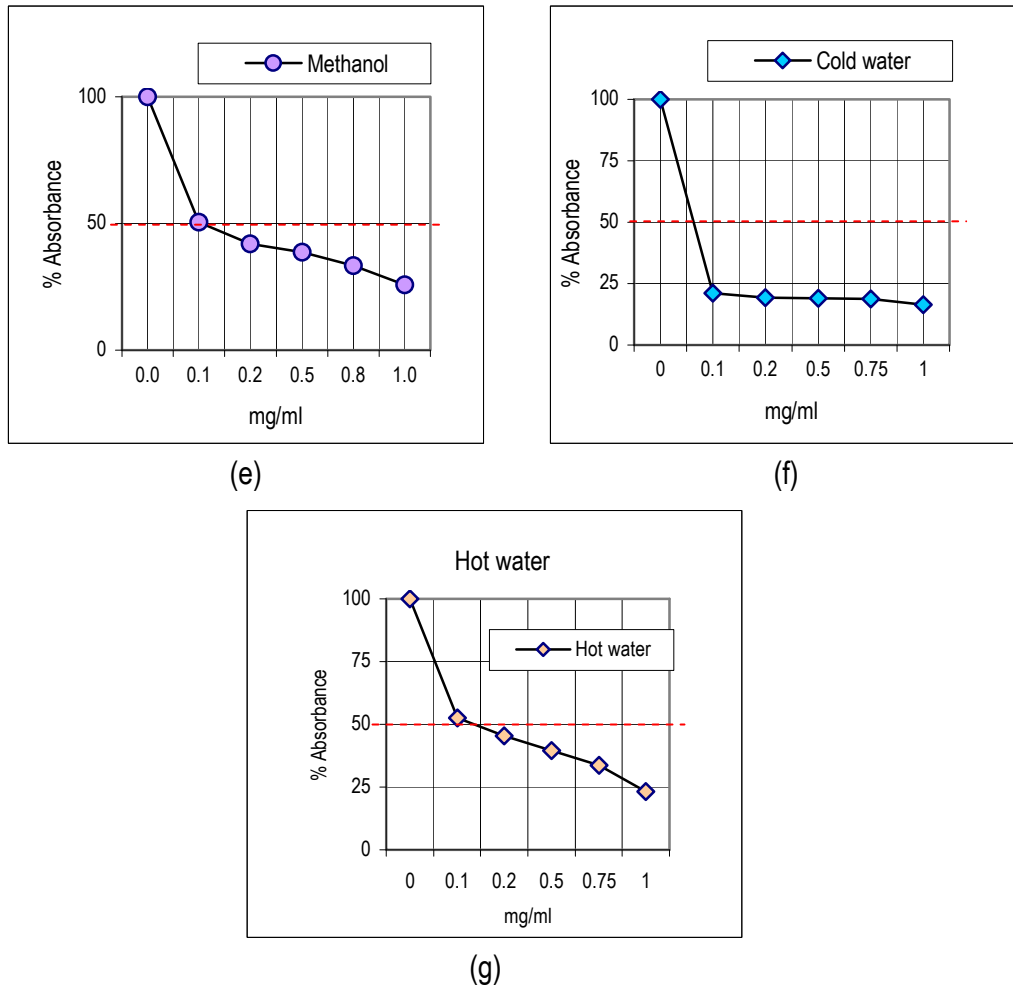 Methanol
100
50
0
% Absorbance
0.0 0.1 0.2 0.5 0.8 1.0
mg/ml
(e)
Cold water
100
75
50
25
0
% Absorbance
0 0.1 0.2 0.5 0.75 1
mg/ml
(f)
Hot water
Hot water
100
75
50
25
0
% Absorbance
0 0.1 0.2 0.5 0.75 1
mg/ml
(g)